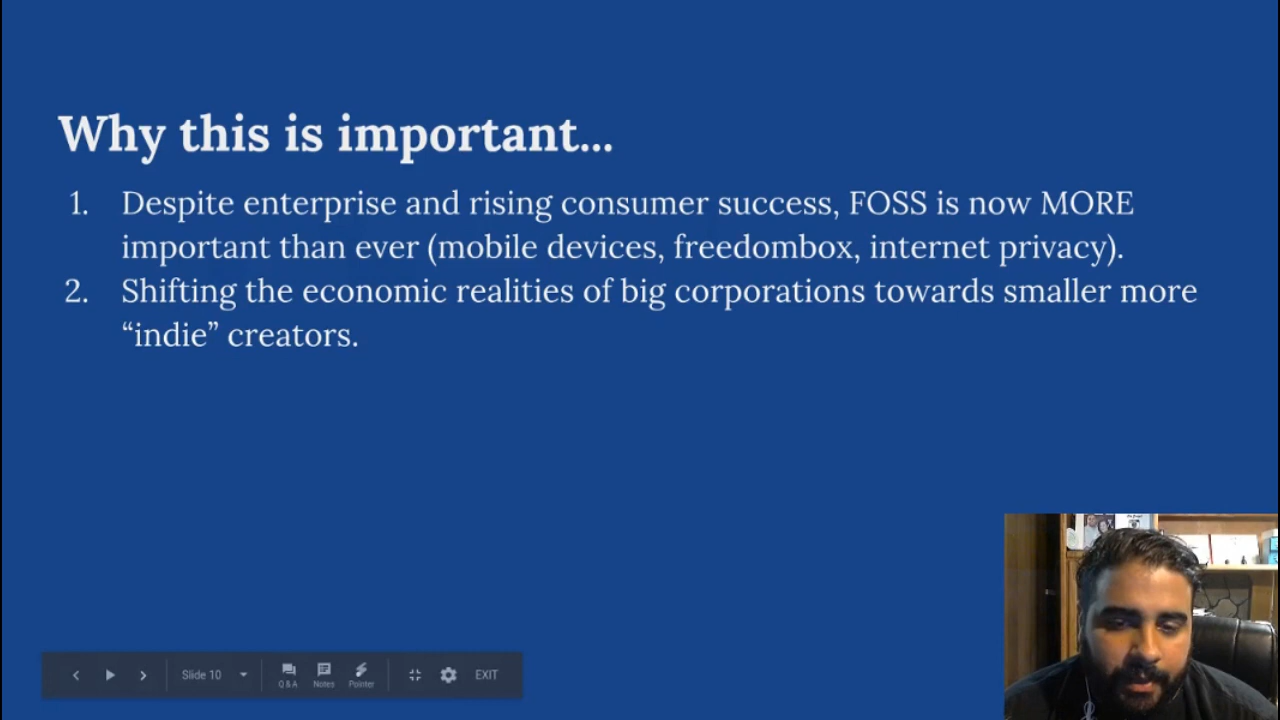 Why this is important...
1. Despite enterprise and rising consumer success, FOSS is now MORE
important than ever (mobile devices, freedombox, internet privacy).
2. Shifting the economic realities of big corporations towards smaller more
“indie” creators.
Slide 10
Q & A
Notes
Pointer
EXIT